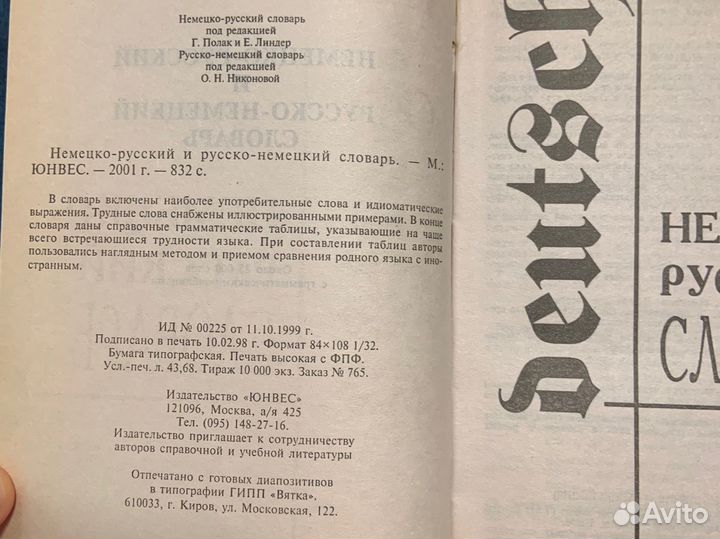 Немецко-русский словарь
под редакцией
Г. Полак и Е. Линдер
Русско-немецкий словарь
под редакцией
О. Н. Никоновой
Немецко-русский и русско-немецкий словарь. — М.:
ЮНВЕС. — 2001 г. — 832 с.
В словарь включены наиболее употребительные слова и идиоматические
выражения. Трудные слова снабжены иллюстрированными примерами. В конце
словаря даны справочные грамматические таблицы, указывающие на чаще
всего встречающиеся трудности языка. При составлении таблиц авторы
пользовались наглядным методом и приемом сравнения родного языка с ино-
странным.
ИД № 00225 от 11.10.1999 г.
Подписано в печать 10.02.98 г. Формат 84×108 1/32.
Бумага типографская. Печать высокая с ФПФ.
Усл.-печ. л. 43,68. Тираж 10 000 экз. Заказ № 765.
Издательство «ЮНВЕС»
121096, Москва, а/я 425
Тел. (095) 148-27-16.
Издательство приглашает к сотрудничеству
авторов справочной и учебной литературы
Отпечатано с готовых диапозитивов
в типографии ГИПП «Вятка».
610033, г. Киров, ул. Московская, 122.
Deutsch
НЕ
рус
СЛ
Avito